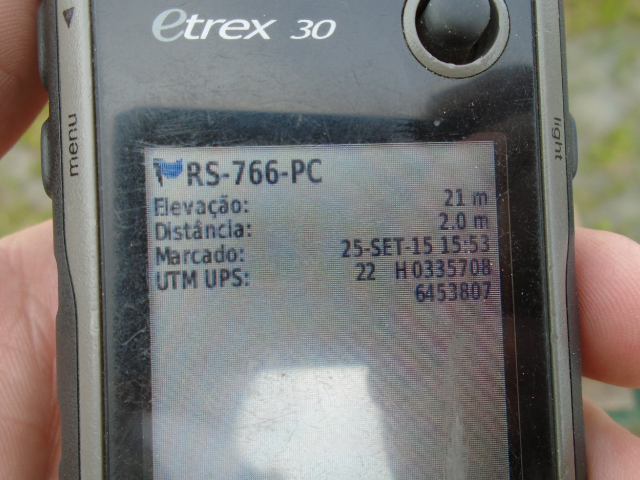 etrex 30
menu
light
RS-766-PC
Elevação: 21 m
Distância: 2.0 m
Marcado: 25-SET-15 15:53
UTM UPS: 22 H 0335708
6453807